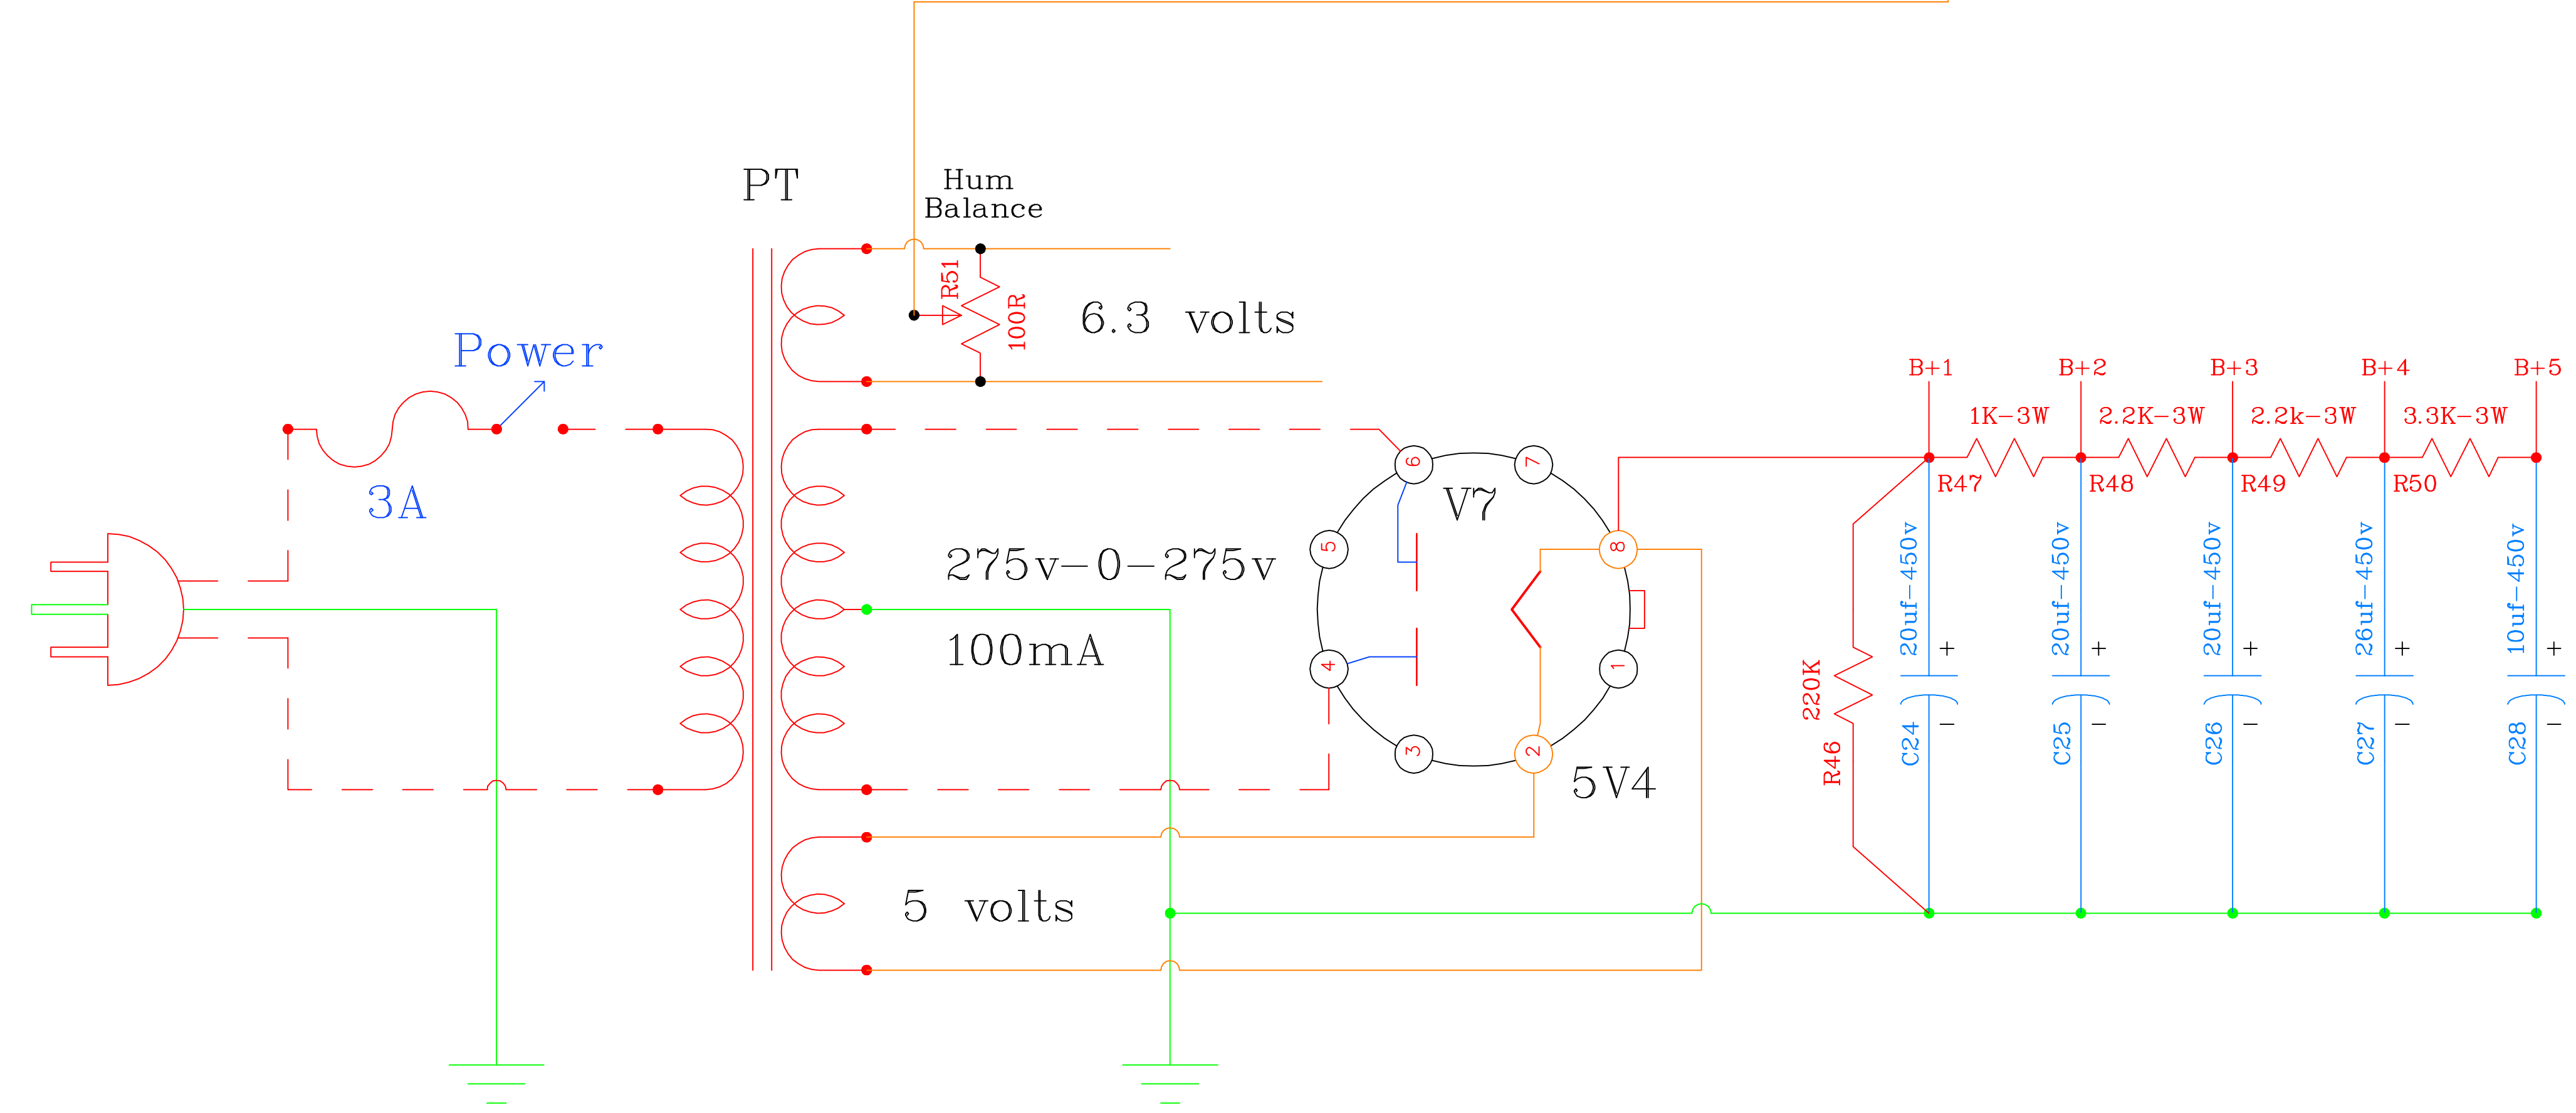 PT
Hum
Balance
R51
100R
6.3 volts
Power
3A
275v-0-275v
100mA
5 volts
V7
6
7
5
8
4
1
3
2
5V4
B+1
B+2
B+3
B+4
B+5
1K-3W
2.2K-3W
2.2k-3W
3.3K-3W
R47
R48
R49
R50
220K
R46
20uf-450v
+
-
C24
20uf-450v
+
-
C25
20uf-450v
+
-
C26
26uf-450v
+
-
C27
10uf-450v
+
-
C28